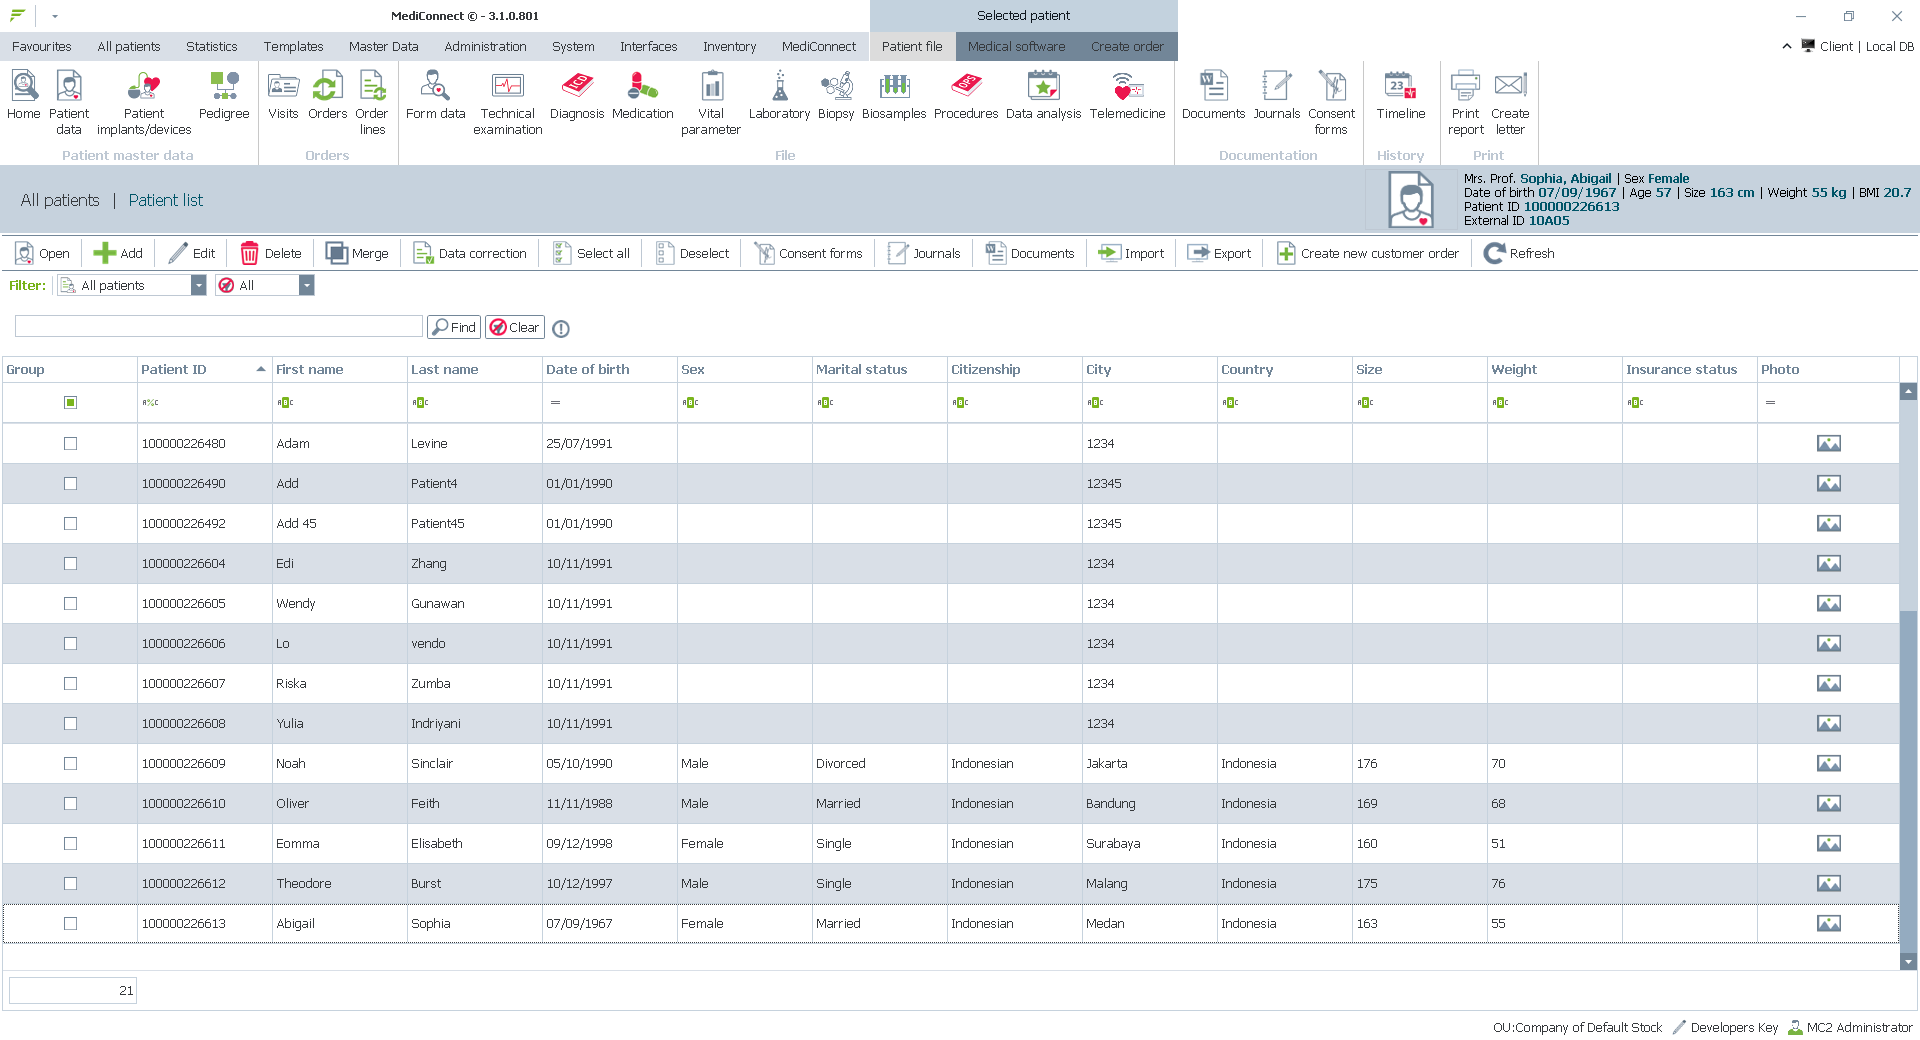 MediConnect © - 3.1.0.801
Selected patient
Favourites All patients Statistics Templates Master Data Administration System Interfaces Inventory MediConnect Patient file Medical software Create order Client | Local DB
Home Patient data Patient implants/devices Pedigree Visits Orders Order lines Form data Technical examination Diagnosis Medication Vital parameter Laboratory Biopsy Biosamples Procedures Data analysis Telemedicine Documents Journals Consent forms Timeline Print report Create letter
Patient master data Orders File Documentation History Print
All patients | Patient list
Mrs. Prof. Sophia, Abigail | Sex Female
Date of birth 07/09/1967 | Age 57 | Size 163 cm | Weight 55 kg | BMI 20.7
Patient ID 100000226613
External ID 10A05
Open Add Edit Delete Merge Data correction Select all Deselect Consent forms Journals Documents Import Export Create new customer order Refresh
Filter: All patients All
Find Clear
Group Patient ID First name Last name Date of birth Sex Marital status Citizenship City Country Size Weight Insurance status Photo
100000226480 Adam Levine 25/07/1991 1234
100000226490 Add Patient4 01/01/1990 12345
100000226492 Add 45 Patient45 01/01/1990 12345
100000226604 Edi Zhang 10/11/1991 1234
100000226605 Wendy Gunawan 10/11/1991 1234
100000226606 Lo vendo 10/11/1991 1234
100000226607 Riska Zumba 10/11/1991 1234
100000226608 Yulia Indriyani 10/11/1991 1234
100000226609 Noah Sinclair 05/10/1990 Male Divorced Indonesian Jakarta Indonesia 176 70
100000226610 Oliver Feith 11/11/1988 Male Married Indonesian Bandung Indonesia 169 68
100000226611 Eomma Elisabeth 09/12/1998 Female Single Indonesian Surabaya Indonesia 160 51
100000226612 Theodore Burst 10/12/1997 Male Single Indonesian Malang Indonesia 175 76
100000226613 Abigail Sophia 07/09/1967 Female Married Indonesian Medan Indonesia 163 55
21
OU:Company of Default Stock Developers Key MC2 Administrator